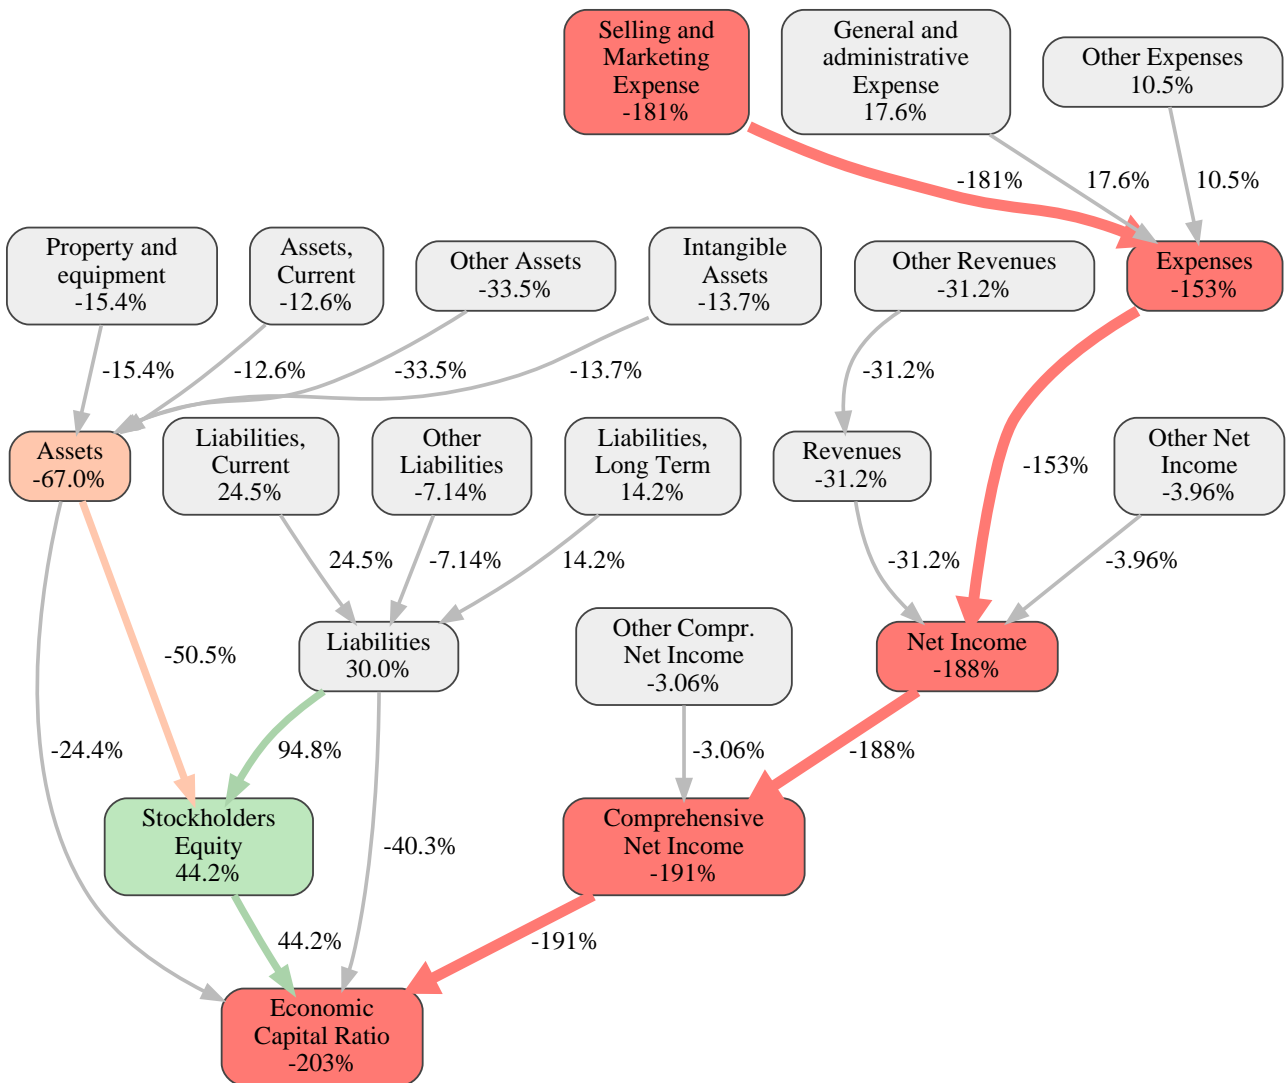 Selling and
Marketing
Expense
-181%
General and
administrative
Expense
17.6%
Other Expenses
10.5%
-181%
17.6%
10.5%
Property and
equipment
-15.4%
Assets,
Current
-12.6%
Other Assets
-33.5%
Intangible
Assets
-13.7%
Other Revenues
-31.2%
Expenses
-153%
-15.4%
-12.6%
-33.5%
-13.7%
-31.2%
Assets
-67.0%
Liabilities,
Current
24.5%
Other
Liabilities
-7.14%
Liabilities,
Long Term
14.2%
Revenues
-31.2%
-153%
Other Net
Income
-3.96%
24.5%
-7.14%
14.2%
-31.2%
-3.96%
-50.5%
Liabilities
30.0%
Other Compr.
Net Income
-3.06%
Net Income
-188%
-24.4%
94.8%
-3.06%
-188%
Stockholders
Equity
44.2%
-40.3%
Comprehensive
Net Income
-191%
44.2%
-191%
Economic
Capital Ratio
-203%